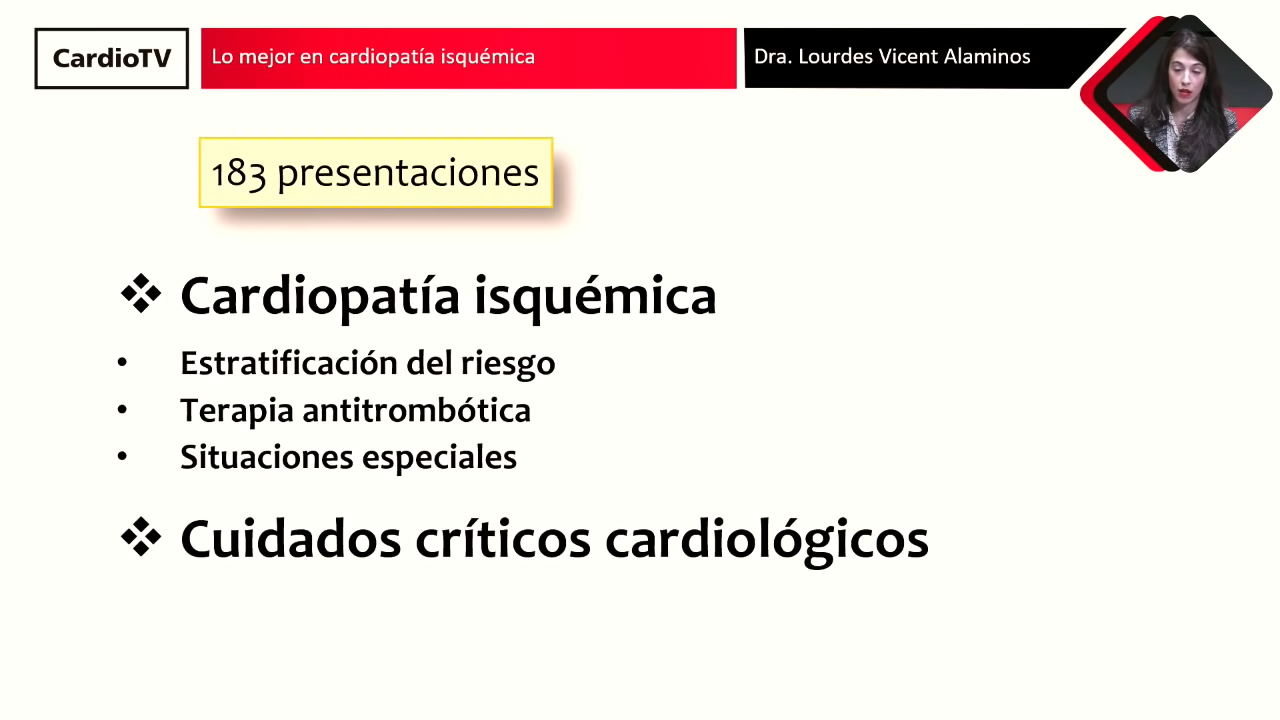 CardioTV
Lo mejor en cardiopatía isquémica
Dra. Lourdes Vicent Alaminos
183 presentaciones
❖ Cardiopatía isquémica
• Estratificación del riesgo
• Terapia antitrombótica
• Situaciones especiales
❖ Cuidados críticos cardiológicos